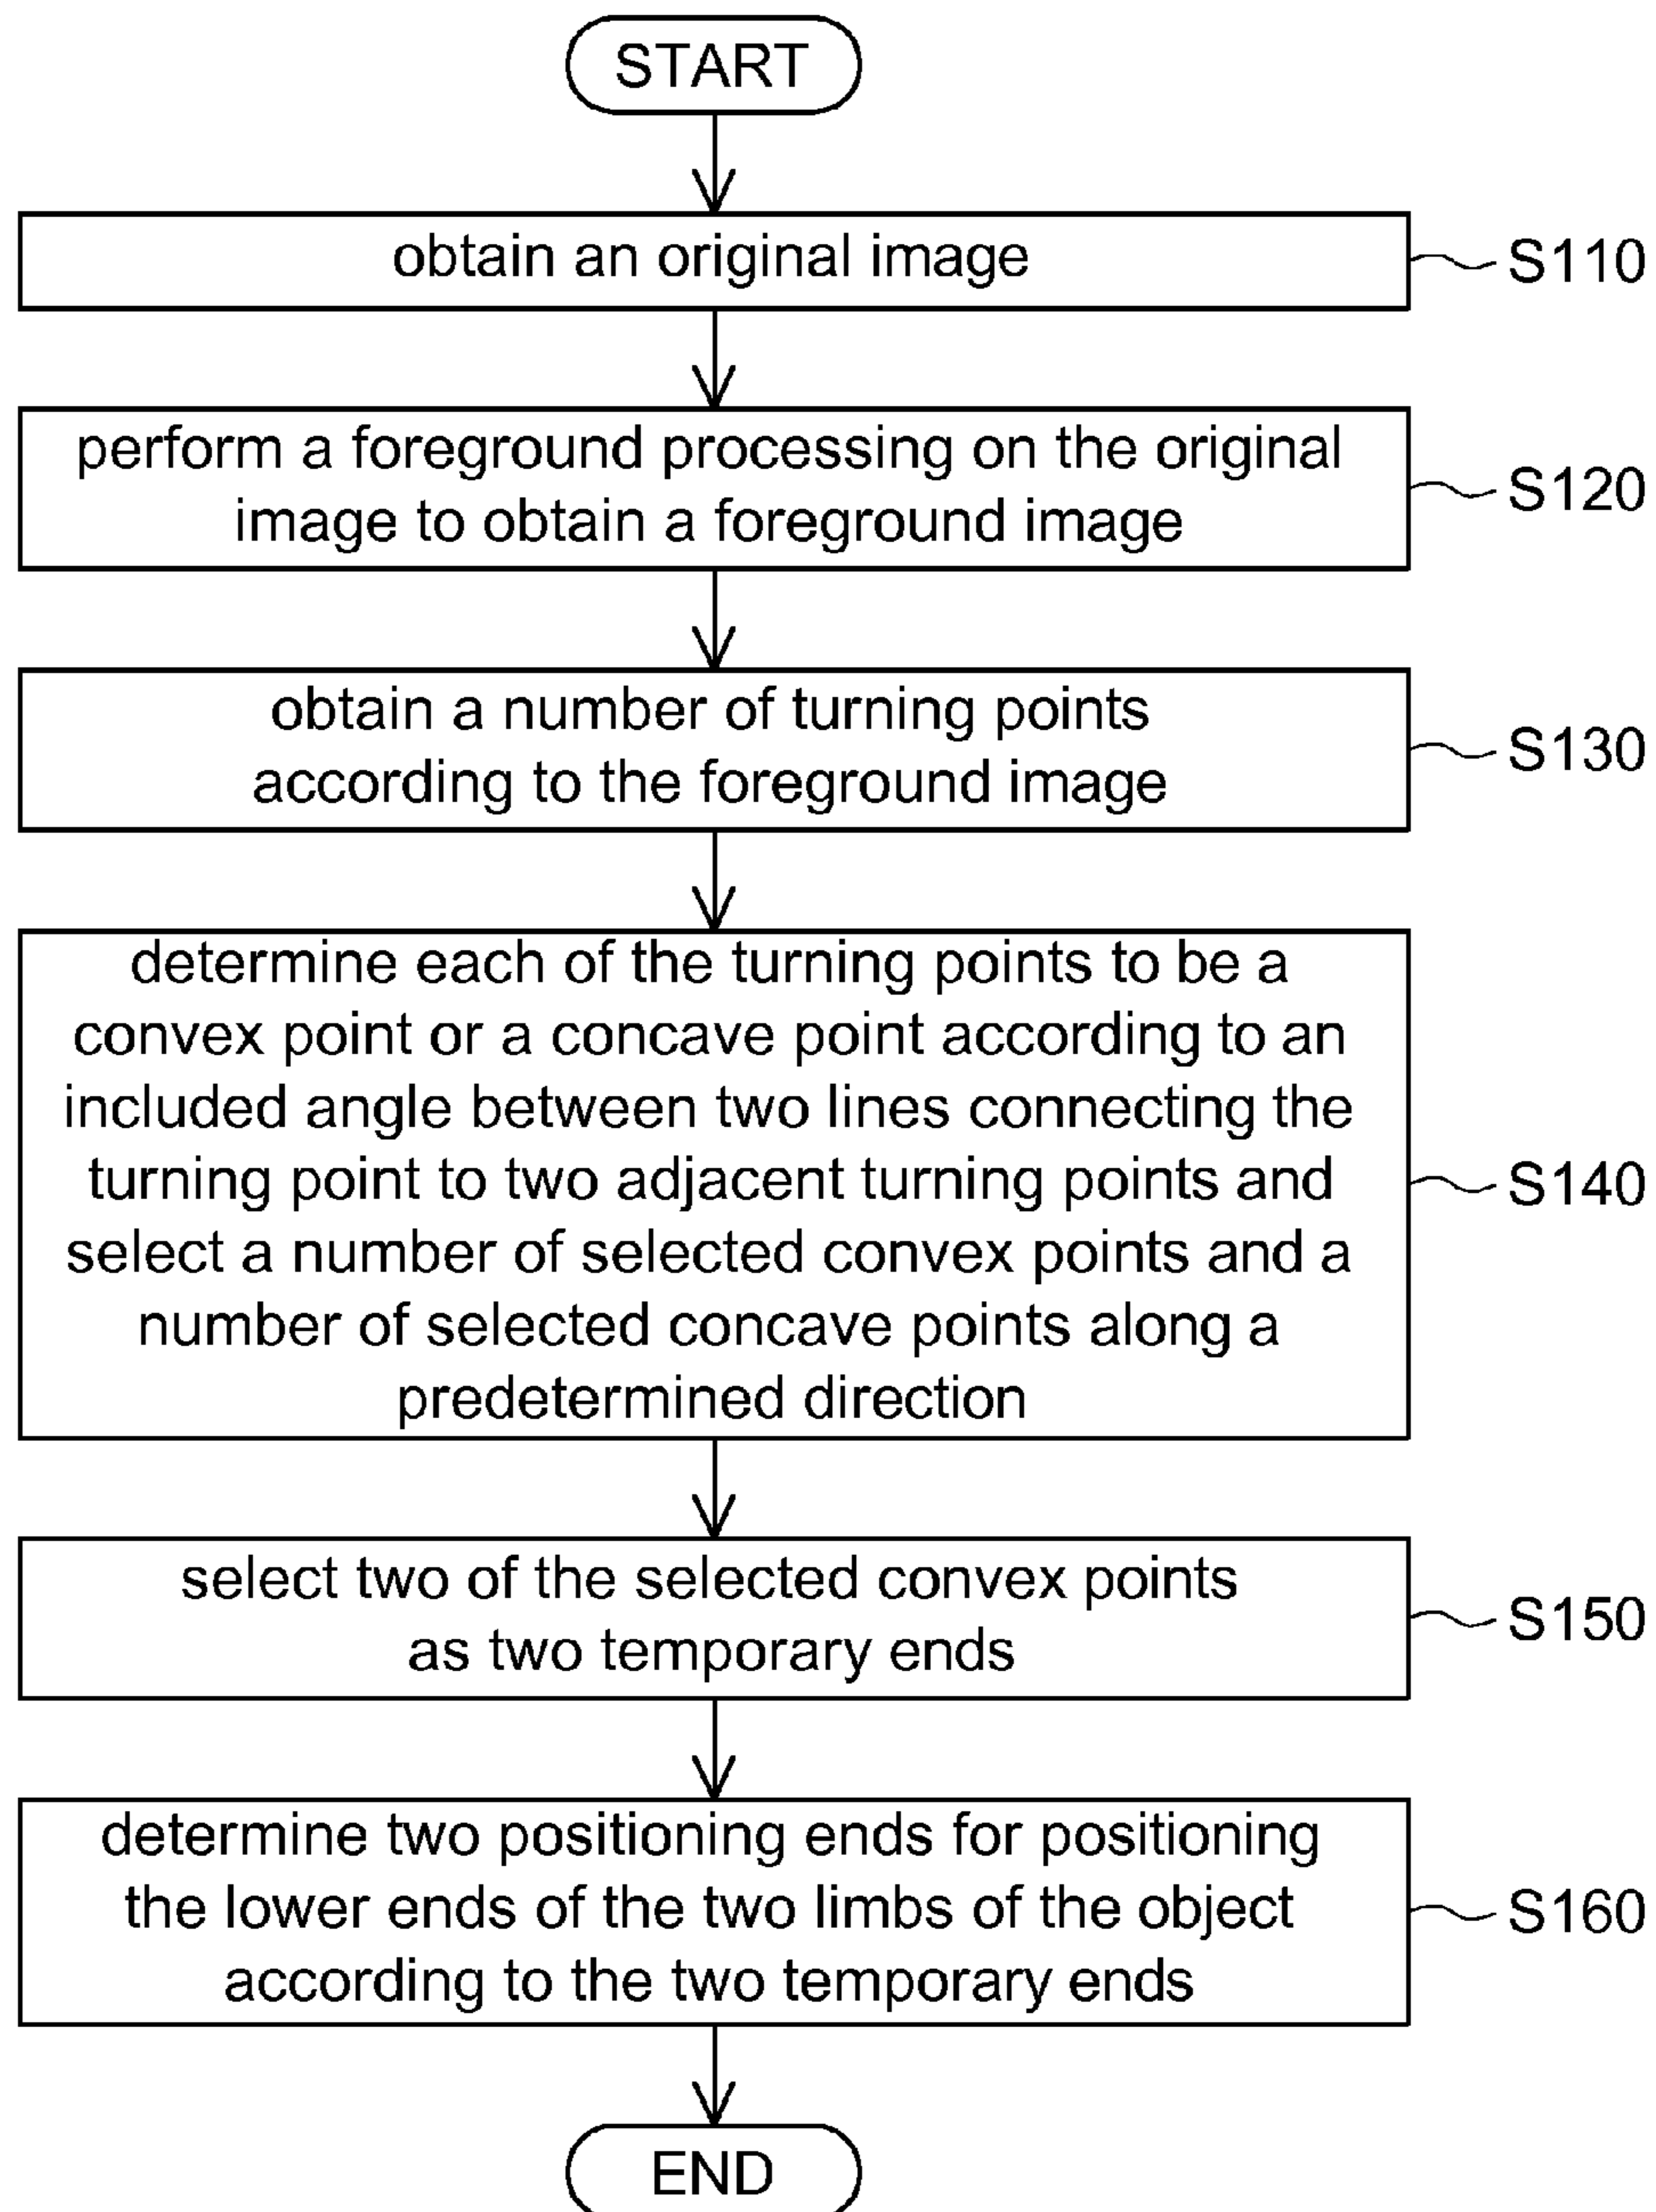 START
obtain an original image
S110
perform a foreground processing on the original
image to obtain a foreground image
S120
obtain a number of turning points
according to the foreground image
S130
determine each of the turning points to be a
convex point or a concave point according to an
included angle between two lines connecting the
turning point to two adjacent turning points and
select a number of selected convex points and a
number of selected concave points along a
predetermined direction
S140
select two of the selected convex points
as two temporary ends
S150
determine two positioning ends for positioning
the lower ends of the two limbs of the object
according to the two temporary ends
S160
END